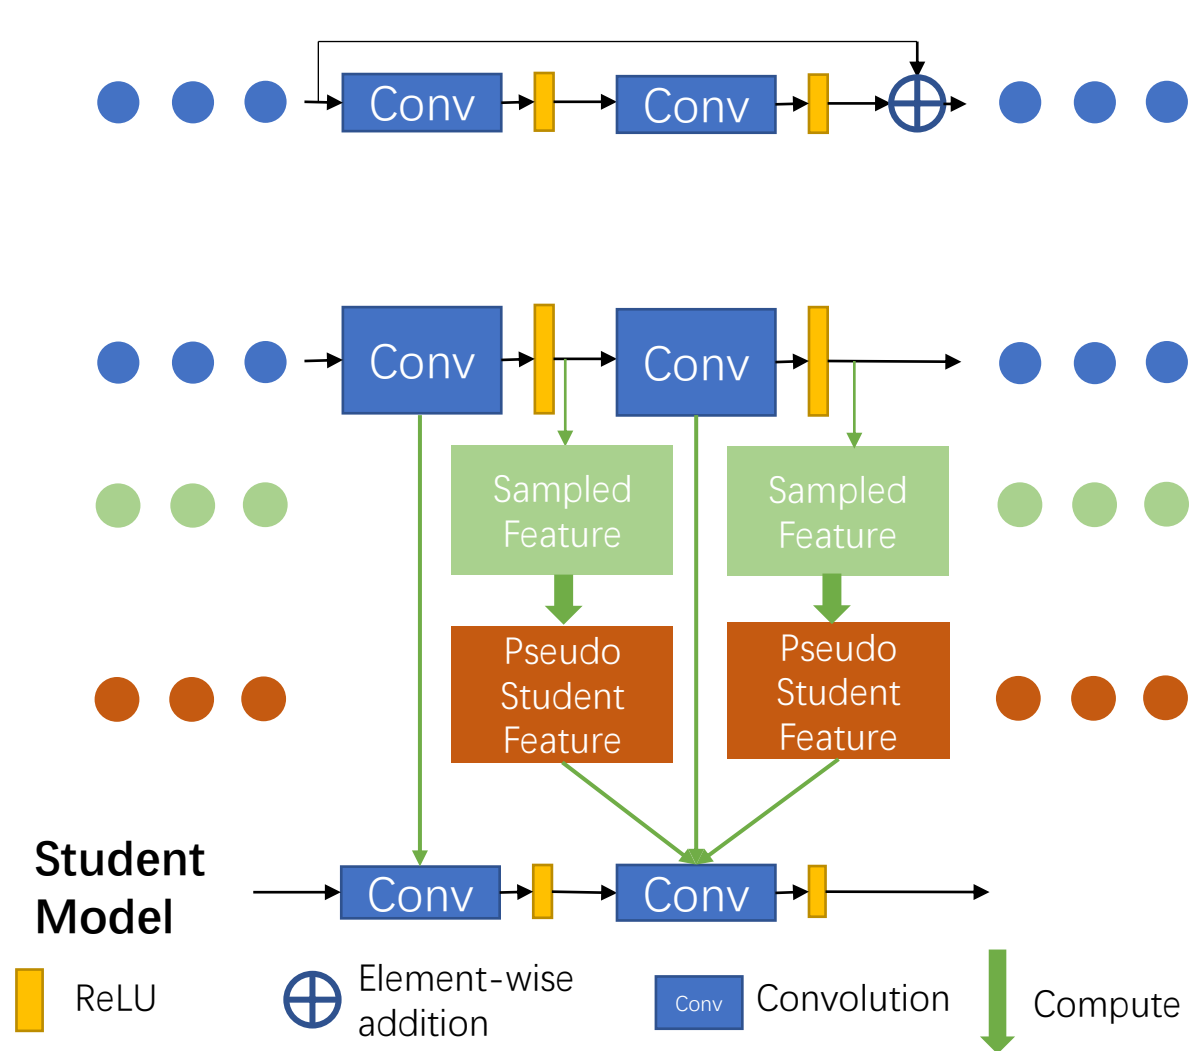 Conv
Conv
Conv
Conv
Sampled
Feature
Sampled
Feature
Pseudo
Student
Feature
Pseudo
Student
Feature
Student
Model
Conv
Conv
ReLU
Element-wise
addition
Conv
Convolution
Compute